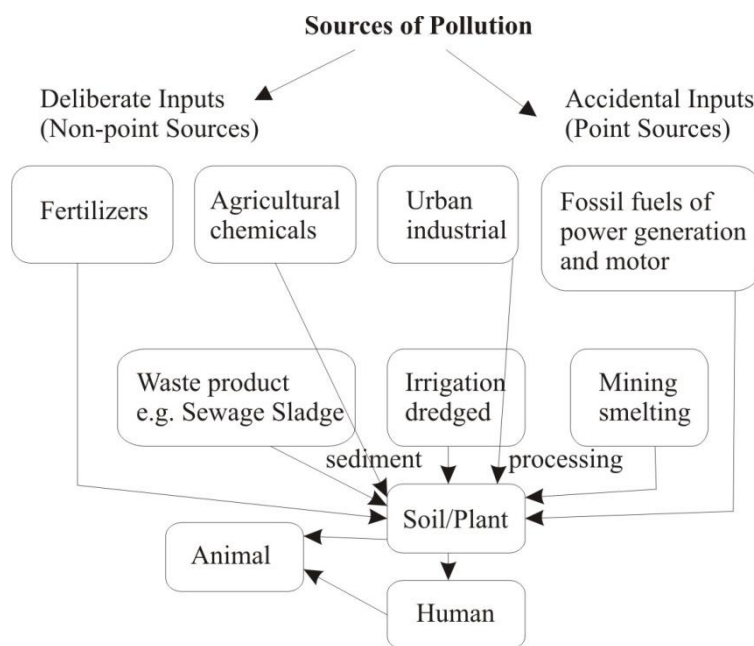 Sources of Pollution
Deliberate Inputs
(Non-point Sources)
Accidental Inputs
(Point Sources)
Fertilizers
Agricultural
chemicals
Urban
industrial
Fossil fuels of
power generation
and motor
Waste product
e.g. Sewage Sladge
Irrigation
dredged
Mining
smelting
sediment
processing
Soil/Plant
Animal
Human